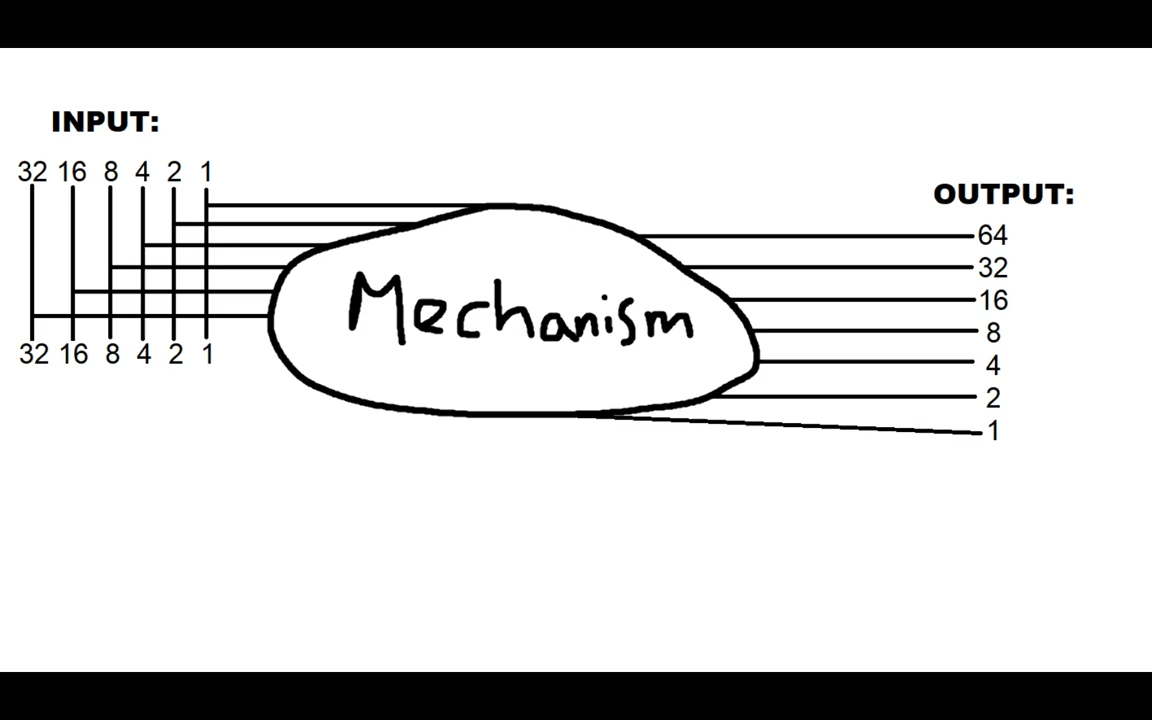 INPUT:
32 16 8 4 2 1
OUTPUT:
64
32
Mechanism
16
8
32 16 8 4 2 1
4
2
1